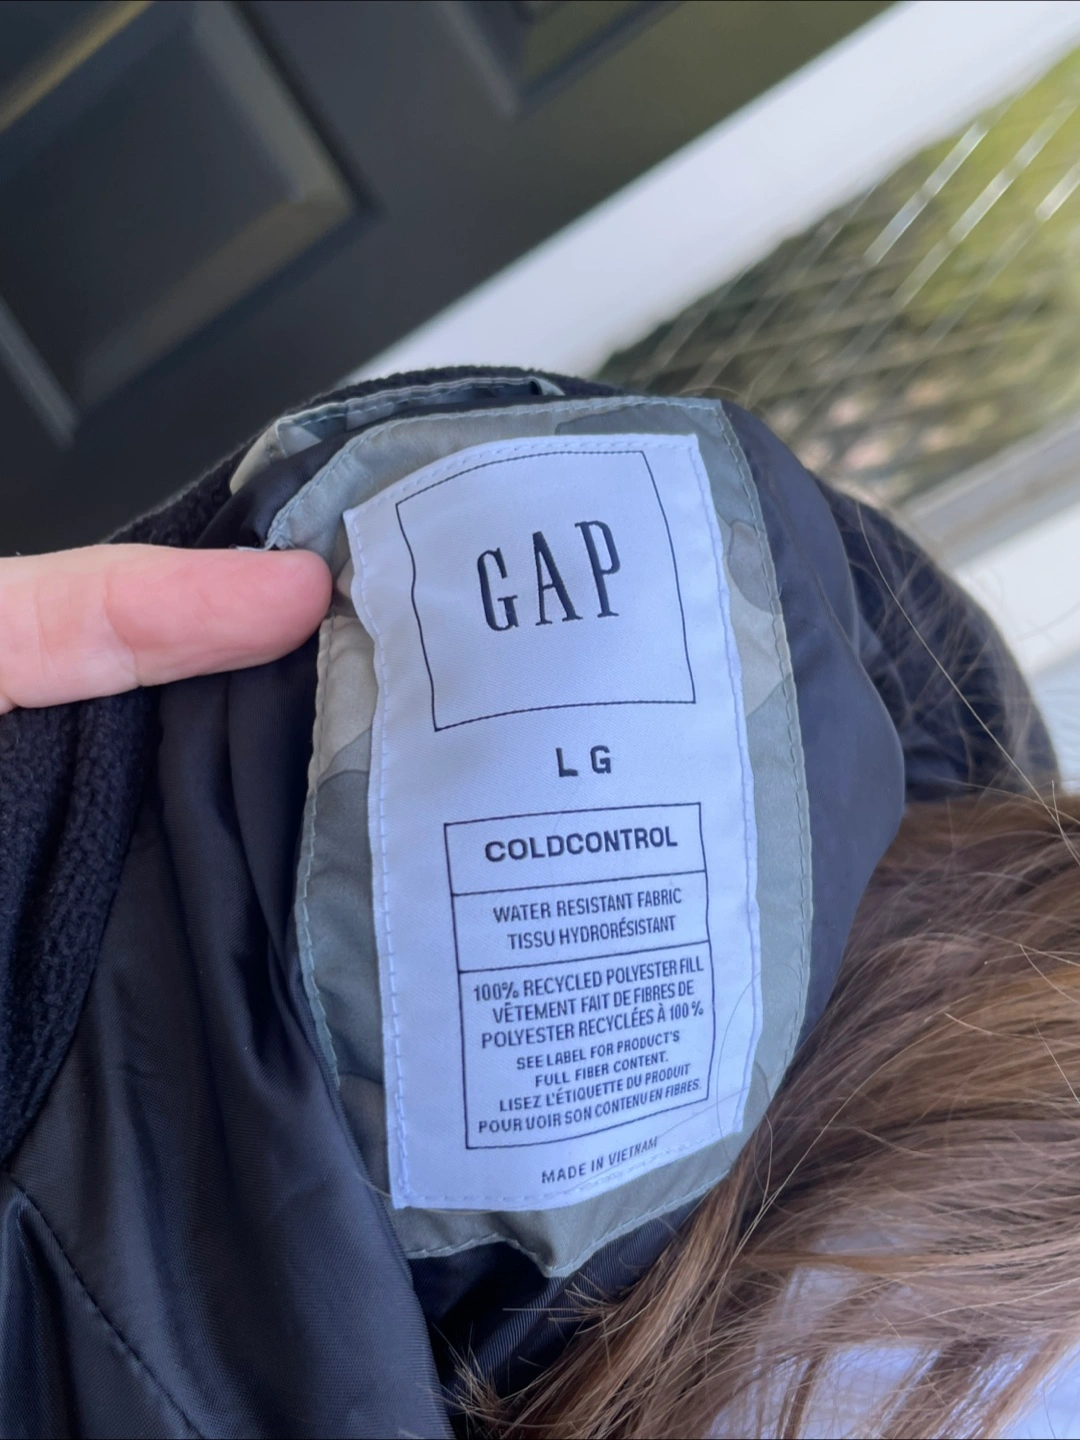 GAP
LG
COLDCONTROL
WATER RESISTANT FABRIC
TISSU HYDRORÉSISTANT
100% RECYCLED POLYESTER FILL
VÊTEMENT FAIT DE FIBRES DE
POLYESTER RECYCLÉES À 100 %
SEE LABEL FOR PRODUCT'S
FULL FIBER CONTENT.
LISEZ L'ÉTIQUETTE DU PRODUIT
POUR VOIR SON CONTENU EN FIBRES.
MADE IN VIETNAM